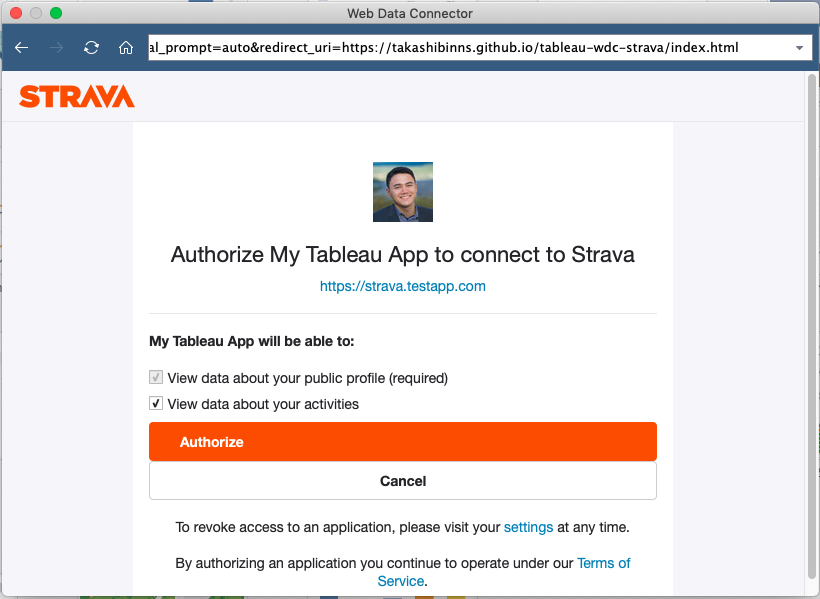 Web Data Connector
al_prompt=auto&redirect_uri=https://takashibinns.github.io/tableau-wdc-strava/index.html
STRAVA
Authorize My Tableau App to connect to Strava
https://strava.testapp.com
My Tableau App will be able to:
View data about your public profile (required)
View data about your activities
Authorize
Cancel
To revoke access to an application, please visit your settings at any time.
By authorizing an application you continue to operate under our Terms of
Service.